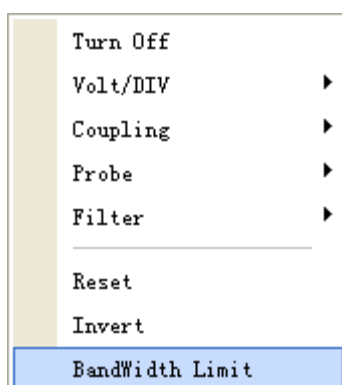 Turn Off
Volt/DIV
Coupling
Probe
Filter
Reset
Invert
BandWidth Limit